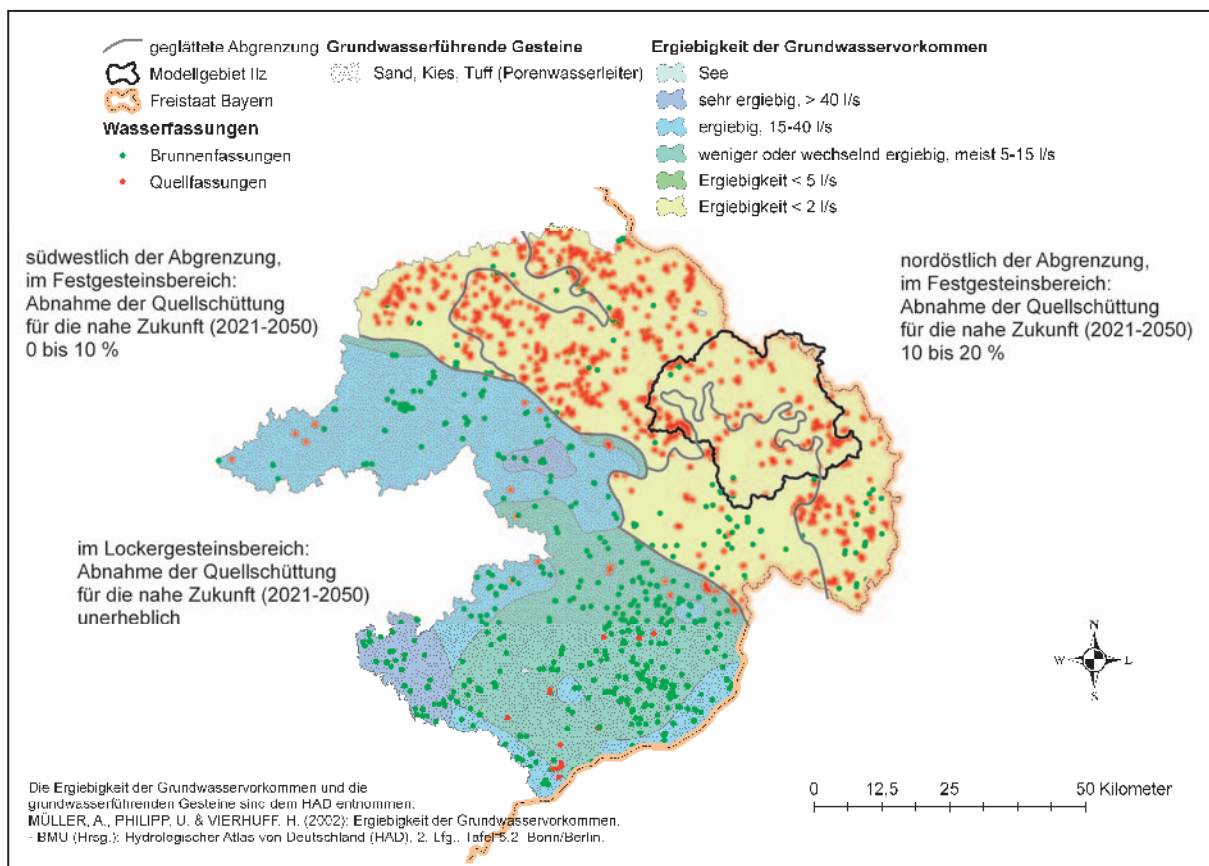 geglättete Abgrenzung
Modellgebiet Ilz
Freistaat Bayern
Wasserfassungen
Brunnenfassungen
Quellfassungen
Grundwasserführende Gesteine
Sand, Kies, Tuff (Porenwasserleiter)
Ergiebigkeit der Grundwasservorkommen
See
sehr ergiebig, > 40 l/s
ergiebig, 15-40 l/s
weniger oder wechselnd ergiebig, meist 5-15 l/s
Ergiebigkeit < 5 l/s
Ergiebigkeit < 2 l/s
südwestlich der Abgrenzung,
im Festgesteinsbereich:
Abnahme der Quellschüttung
für die nahe Zukunft (2021-2050)
0 bis 10 %
nordöstlich der Abgrenzung,
im Festgesteinsbereich:
Abnahme der Quellschüttung
für die nahe Zukunft (2021-2050)
10 bis 20 %
im Lockergesteinsbereich:
Abnahme der Quellschüttung
für die nahe Zukunft (2021-2050)
unerheblich
N
W L
S
0 12,5 25 50 Kilometer
Die Ergiebigkeit der Grundwasservorkommen und die
grundwasserführenden Gesteine sind dem HAD entnommen:
MÜLLER, A., PHILIPP, U. & VIERHUFF, H. (2002): Ergiebigkeit der Grundwasservorkommen.
- BMU (Hrsg.): Hydrologischer Atlas von Deutschland (HAD), 2. Lfg., Tafel 5.2 Bonn/Berlin.